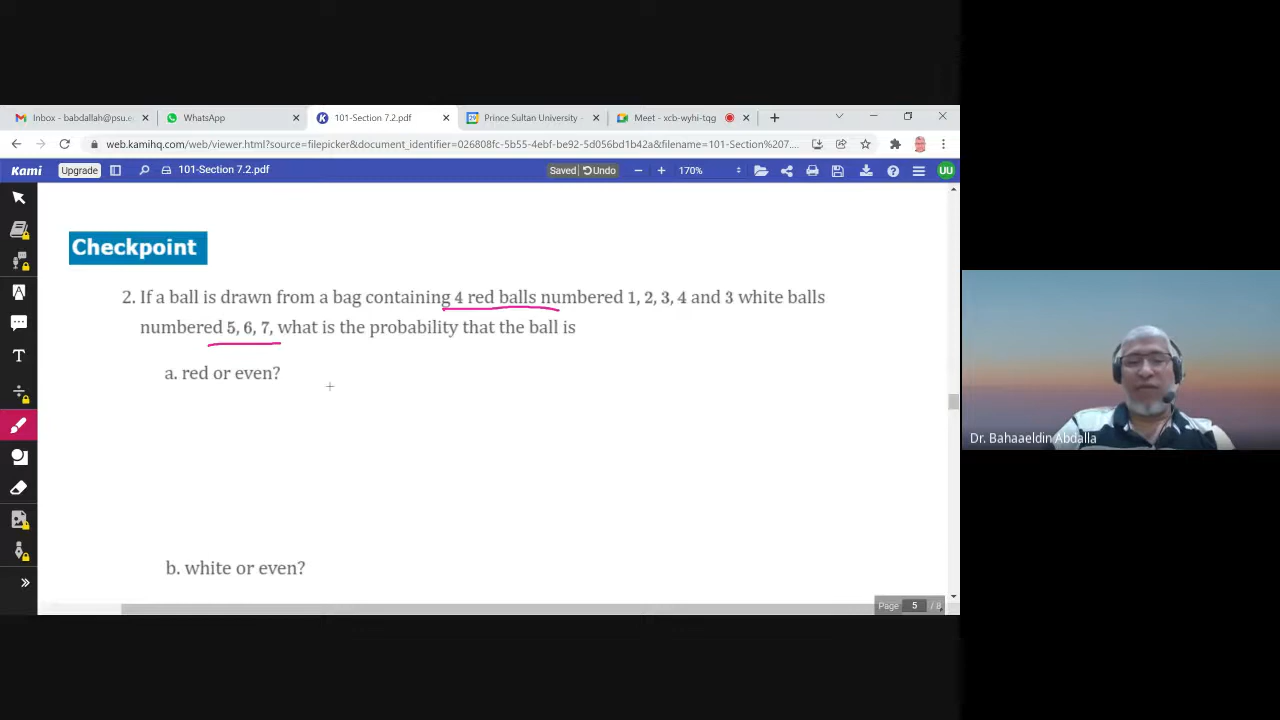 Inbox - babdallah@psu.e
WhatsApp
101-Section 7.2.pdf
Prince Sultan University -
Meet - xcb-wyhi-tqg
web.kamihq.com/web/viewer.html?source=filepicker&document_identifier=026808fc-5b55-4ebf-be92-5d056bd1b42a&filename=101-Section%207....
Kami
Upgrade
101-Section 7.2.pdf
Saved
Undo
170%
UU
Checkpoint
2. If a ball is drawn from a bag containing 4 red balls numbered 1, 2, 3, 4 and 3 white balls
numbered 5, 6, 7, what is the probability that the ball is
a. red or even?
b. white or even?
Page 5 / 8
Dr. Bahaaeldin Abdalla